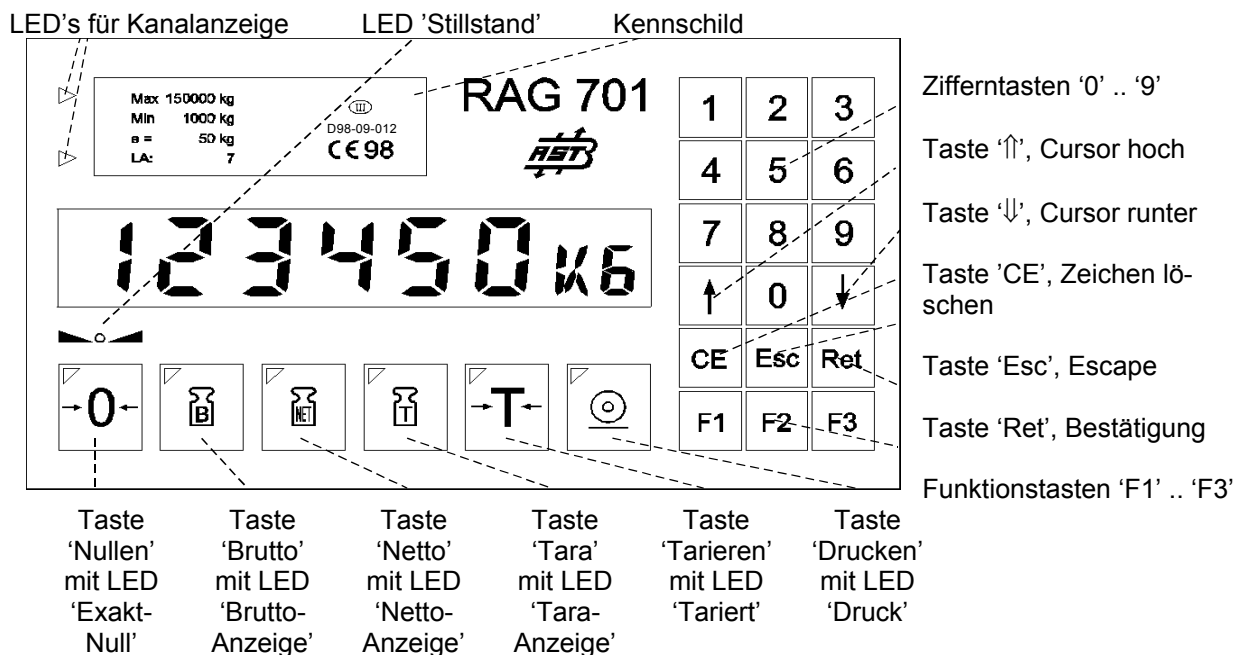 LED's für Kanalanzeige
LED 'Stillstand'
Kennschild
Max 150000 kg
Min 1000 kg
e = 50 kg
LA: 7
III
D98-09-012
CE 98
RAG 701
AST
123450KG
B
NET
T
→0←
→T←
1 2 3
4 5 6
7 8 9
↑ 0 ↓
CE Esc Ret
F1 F2 F3
Zifferntasten ‘0’ .. ‘9’
Taste ‘⇑’, Cursor hoch
Taste ‘⇓’, Cursor runter
Taste 'CE’, Zeichen lö-
schen
Taste ‘Esc’, Escape
Taste ‘Ret’, Bestätigung
Funktionstasten ‘F1’ .. ‘F3’
Taste
‘Nullen’
mit LED
‘Exakt-
Null’
Taste
‘Brutto’
mit LED
‘Brutto-
Anzeige’
Taste
‘Netto’
mit LED
‘Netto-
Anzeige’
Taste
‘Tara’
mit LED
‘Tara-
Anzeige’
Taste
‘Tarieren’
mit LED
‘Tariert’
Taste
‘Drucken’
mit LED
‘Druck’